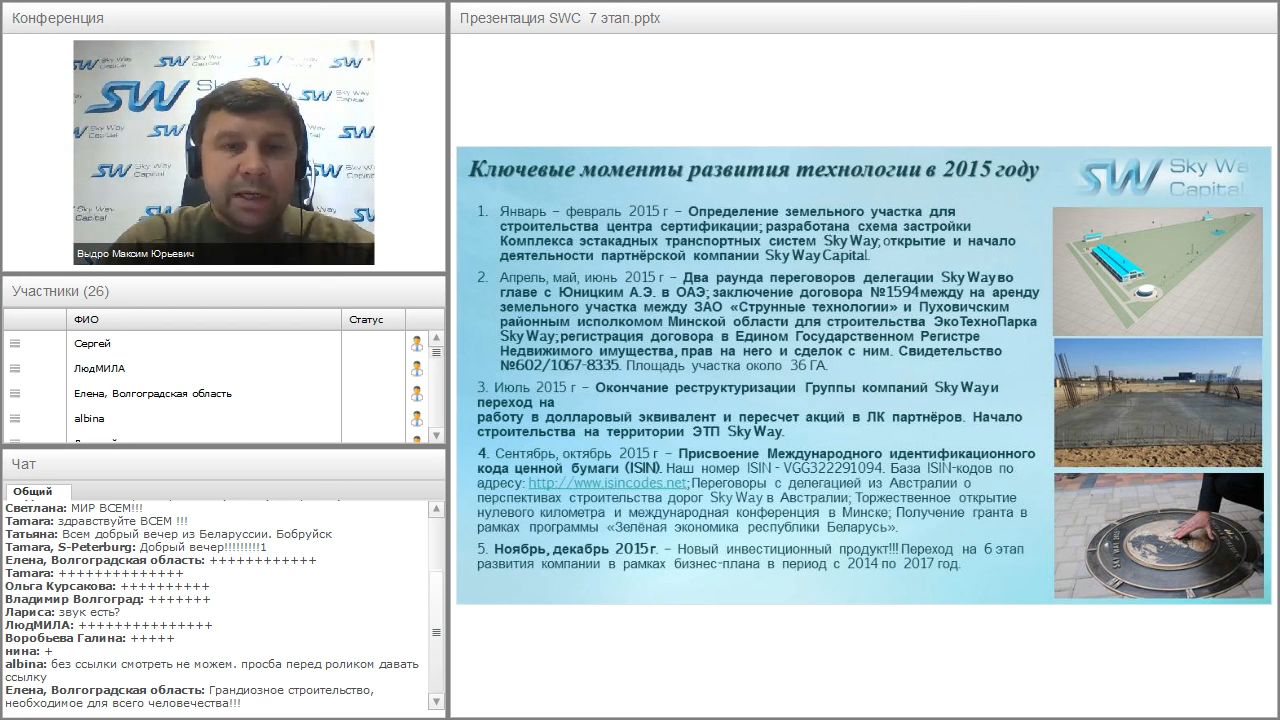 Конференция
Sky Way
Capital
Выдро Максим Юрьевич
Участники (26)
ФИО
Статус
Сергей
ЛюдМИЛА
Елена, Волгоградская область
albina
Чат
Общий
Светлана: МИР ВСЕМ!!!
Tamara: здравствуйте ВСЕМ !!!
Татьяна: Всем добрый вечер из Беларуссии. Бобруйск
Tamara, S-Peterburg: Добрый вечер!!!!!!!!!1
Елена, Волгоградская область: ++++++++++++
Tamara: ++++++++++++++
Ольга Курсакова: ++++++++++
Владимир Волгоград: +++++++
Лариса: звук есть?
ЛюдМИЛА: +++++++++++++++
Воробьева Галина: +++++
нина: +
albina: без ссылки смотреть не можем. просба перед роликом давать
ссылку
Елена, Волгоградская область: Грандиозное строительство,
необходимое для всего человечества!!!
Презентация SWC 7 этап.pptx
Ключевые моменты развития технологии в 2015 году
SW Sky Wa
Capital
1. Январь – февраль 2015 г – Определение земельного участка для
строительства центра сертификации; разработана схема застройки
Комплекса эстакадных транспортных систем Sky Way; открытие и начало
деятельности партнёрской компании Sky Way Capital.
2. Апрель, май, июнь 2015 г – Два раунда переговоров делегации Sky Way во
главе с Юницким А.Э. в ОАЭ; заключение договора №1594 между на аренду
земельного участка между ЗАО «Струнные технологии» и Пуховичским
районным исполкомом Минской области для строительства ЭкоТехноПарка
Sky Way; регистрация договора в Едином Государственном Регистре
Недвижимого имущества, прав на него и сделок с ним. Свидетельство
№602/1067-8335. Площадь участка около 36 ГА.
3. Июль 2015 г – Окончание реструктуризации Группы компаний Sky Way и
переход на
работу в долларовый эквивалент и пересчет акций в ЛК партнёров. Начало
строительства на территории ЭТП Sky Way.
4. Сентябрь, октябрь 2015 г – Присвоение Международного идентификационного
кода ценной бумаги (ISIN). Наш номер ISIN - VGG322291094. База ISIN-кодов по
адресу: http://www.isincodes.net; Переговоры с делегацией из Австралии о
перспективах строительства дорог Sky Way в Австралии; Торжественное открытие
нулевого километра и международная конференция в Минске; Получение гранта в
рамках программы «Зелёная экономика республики Беларусь».
5. Ноябрь, декабрь 2015 г. – Новый инвестиционный продукт!!! Переход на 6 этап
развития компании в рамках бизнес-плана в период с 2014 по 2017 год.